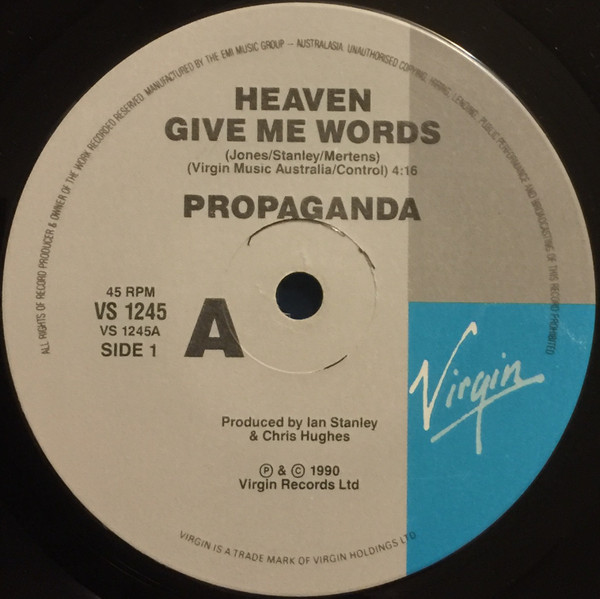 ALL RIGHTS OF RECORD PRODUCER & OWNER OF THE WORK RECORDED RESERVED. MANUFACTURED BY THE EMI MUSIC GROUP – AUSTRALASIA. UNAUTHORISED COPYING, HIRING, LENDING, PUBLIC PERFORMANCE AND BROADCASTING OF THIS RECORD PROHIBITED
HEAVEN
GIVE ME WORDS
(Jones/Stanley/Mertens)
(Virgin Music Australia/Control) 4:16
PROPAGANDA
45 RPM
VS 1245
VS 1245A
SIDE 1
A
Virgin
Produced by Ian Stanley
& Chris Hughes
Ⓟ & © 1990
Virgin Records Ltd
VIRGIN IS A TRADE MARK OF VIRGIN HOLDINGS LTD